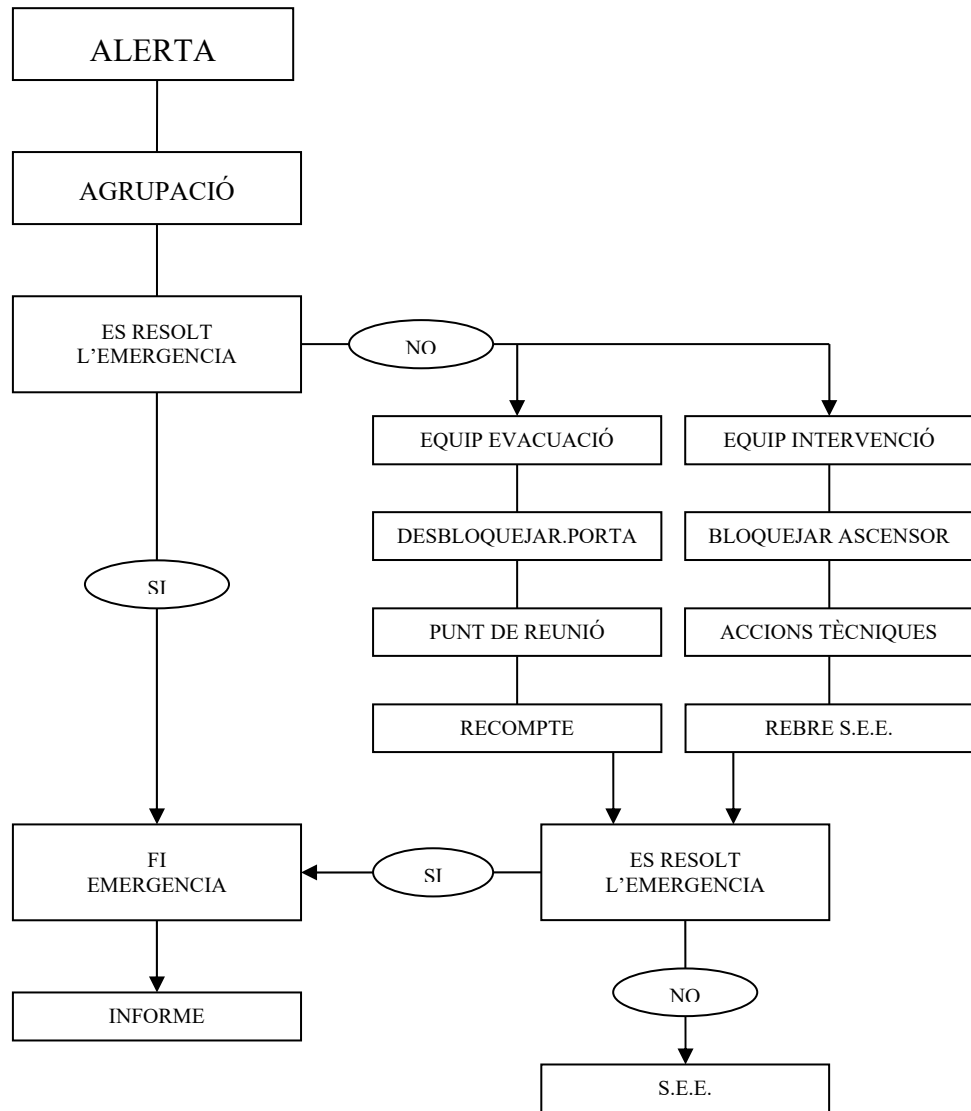 ALERTA
AGRUPACIÓ
ES RESOLT
L’EMERGENCIA
NO
EQUIP EVACUACIÓ
EQUIP INTERVENCIÓ
DESBLOQUEJAR.PORTA
BLOQUEJAR ASCENSOR
SI
PUNT DE REUNIÓ
ACCIONS TÈCNIQUES
RECOMPTE
REBRE S.E.E.
FI
EMERGENCIA
SI
ES RESOLT
L’EMERGENCIA
NO
INFORME
S.E.E.